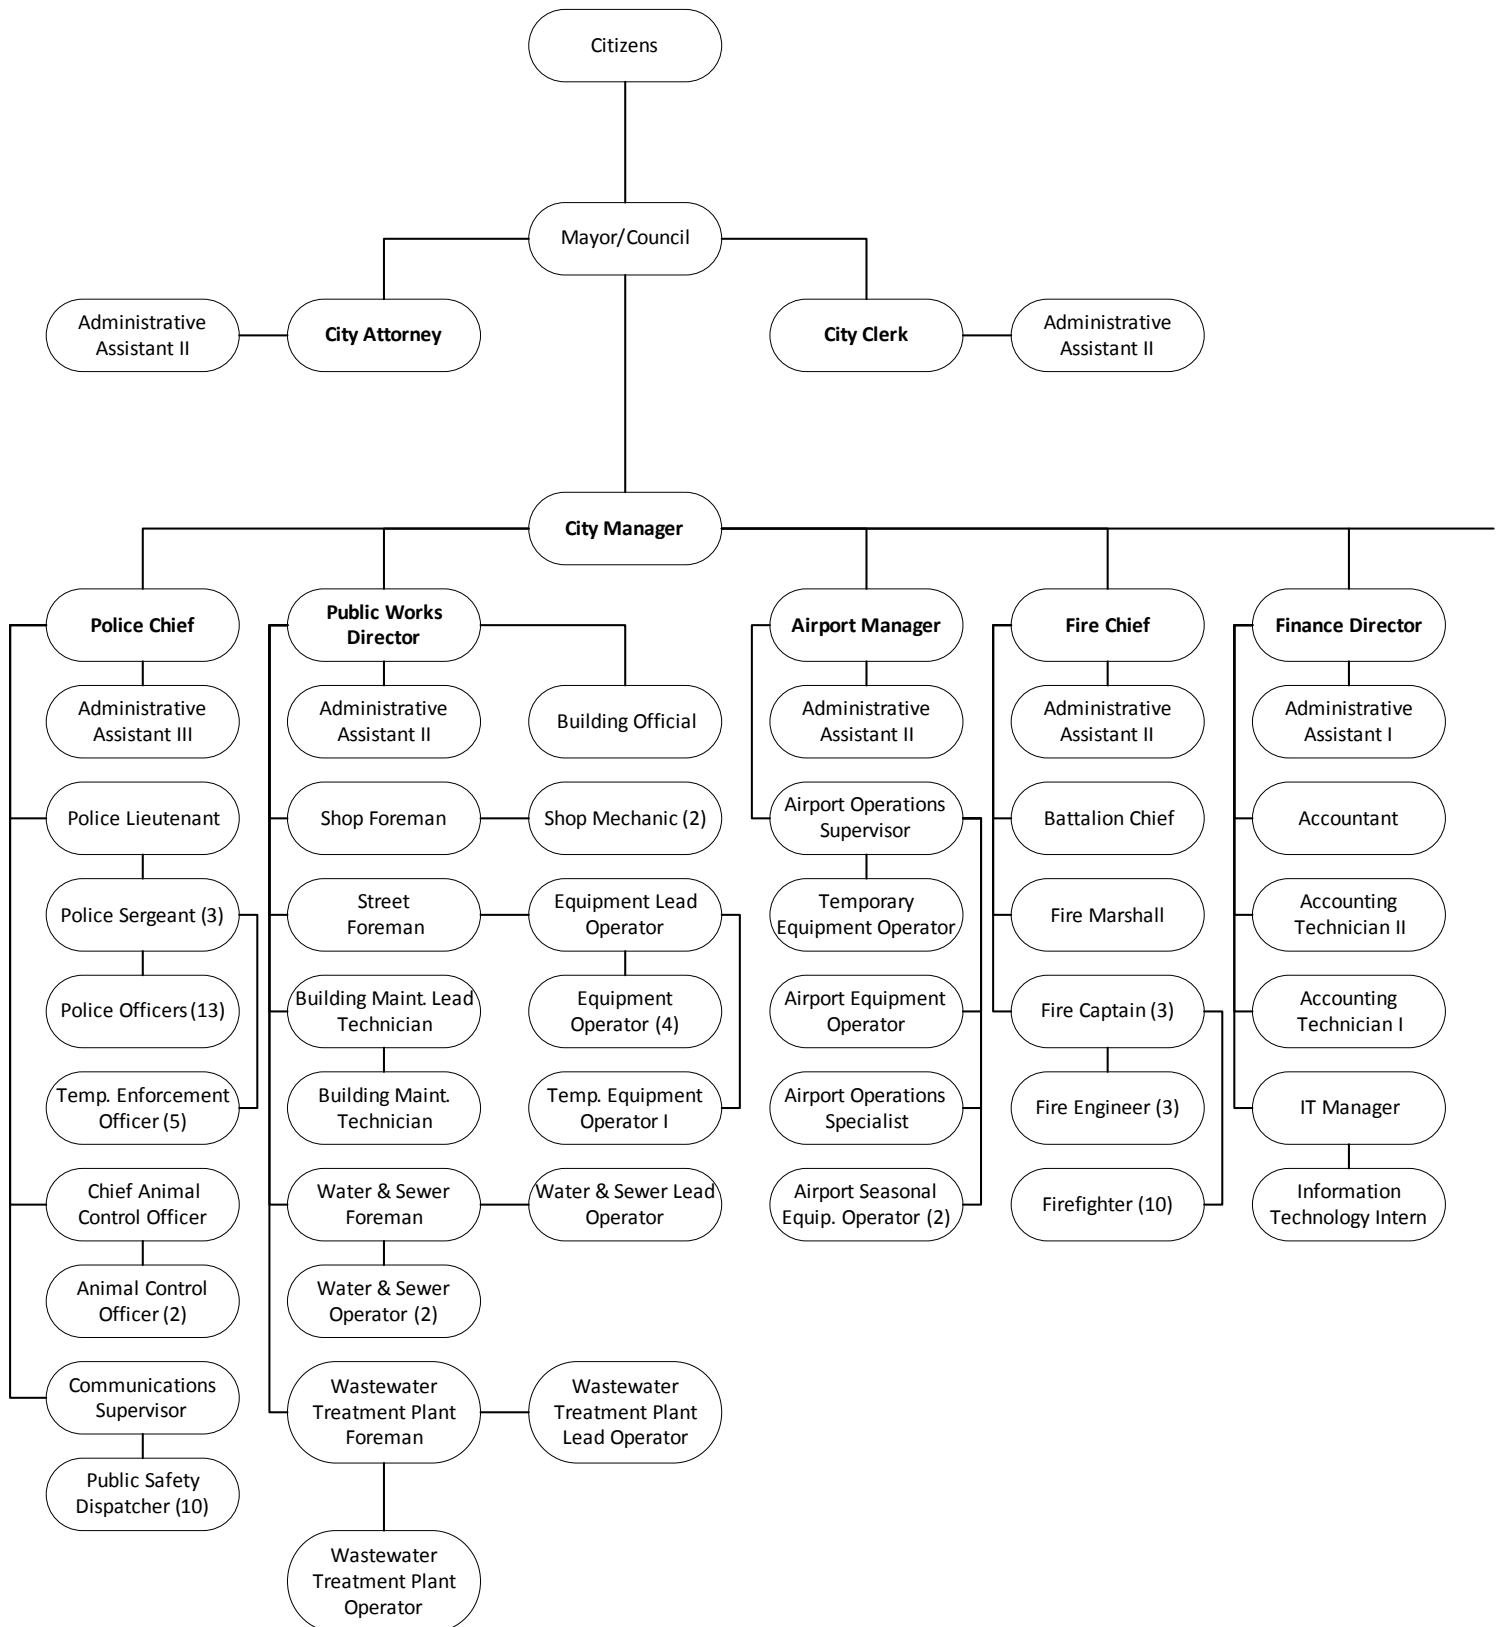 Citizens
Mayor/Council
Administrative
Assistant II
City Attorney
City Clerk
Administrative
Assistant II
City Manager
Police Chief
Public Works
Director
Airport Manager
Fire Chief
Finance Director
Administrative
Assistant III
Administrative
Assistant II
Building Official
Administrative
Assistant II
Administrative
Assistant II
Administrative
Assistant I
Police Lieutenant
Shop Foreman
Shop Mechanic (2)
Airport Operations
Supervisor
Battalion Chief
Accountant
Police Sergeant (3)
Street
Foreman
Equipment Lead
Operator
Temporary
Equipment Operator
Fire Marshall
Accounting
Technician II
Police Officers (13)
Building Maint. Lead
Technician
Equipment
Operator (4)
Airport Equipment
Operator
Fire Captain (3)
Accounting
Technician I
Temp. Enforcement
Officer (5)
Building Maint.
Technician
Temp. Equipment
Operator I
Airport Operations
Specialist
Fire Engineer (3)
IT Manager
Chief Animal
Control Officer
Water & Sewer
Foreman
Water & Sewer Lead
Operator
Airport Seasonal
Equip. Operator (2)
Firefighter (10)
Information
Technology Intern
Animal Control
Officer (2)
Water & Sewer
Operator (2)
Communications
Supervisor
Wastewater
Treatment Plant
Foreman
Wastewater
Treatment Plant
Lead Operator
Public Safety
Dispatcher (10)
Wastewater
Treatment Plant
Operator